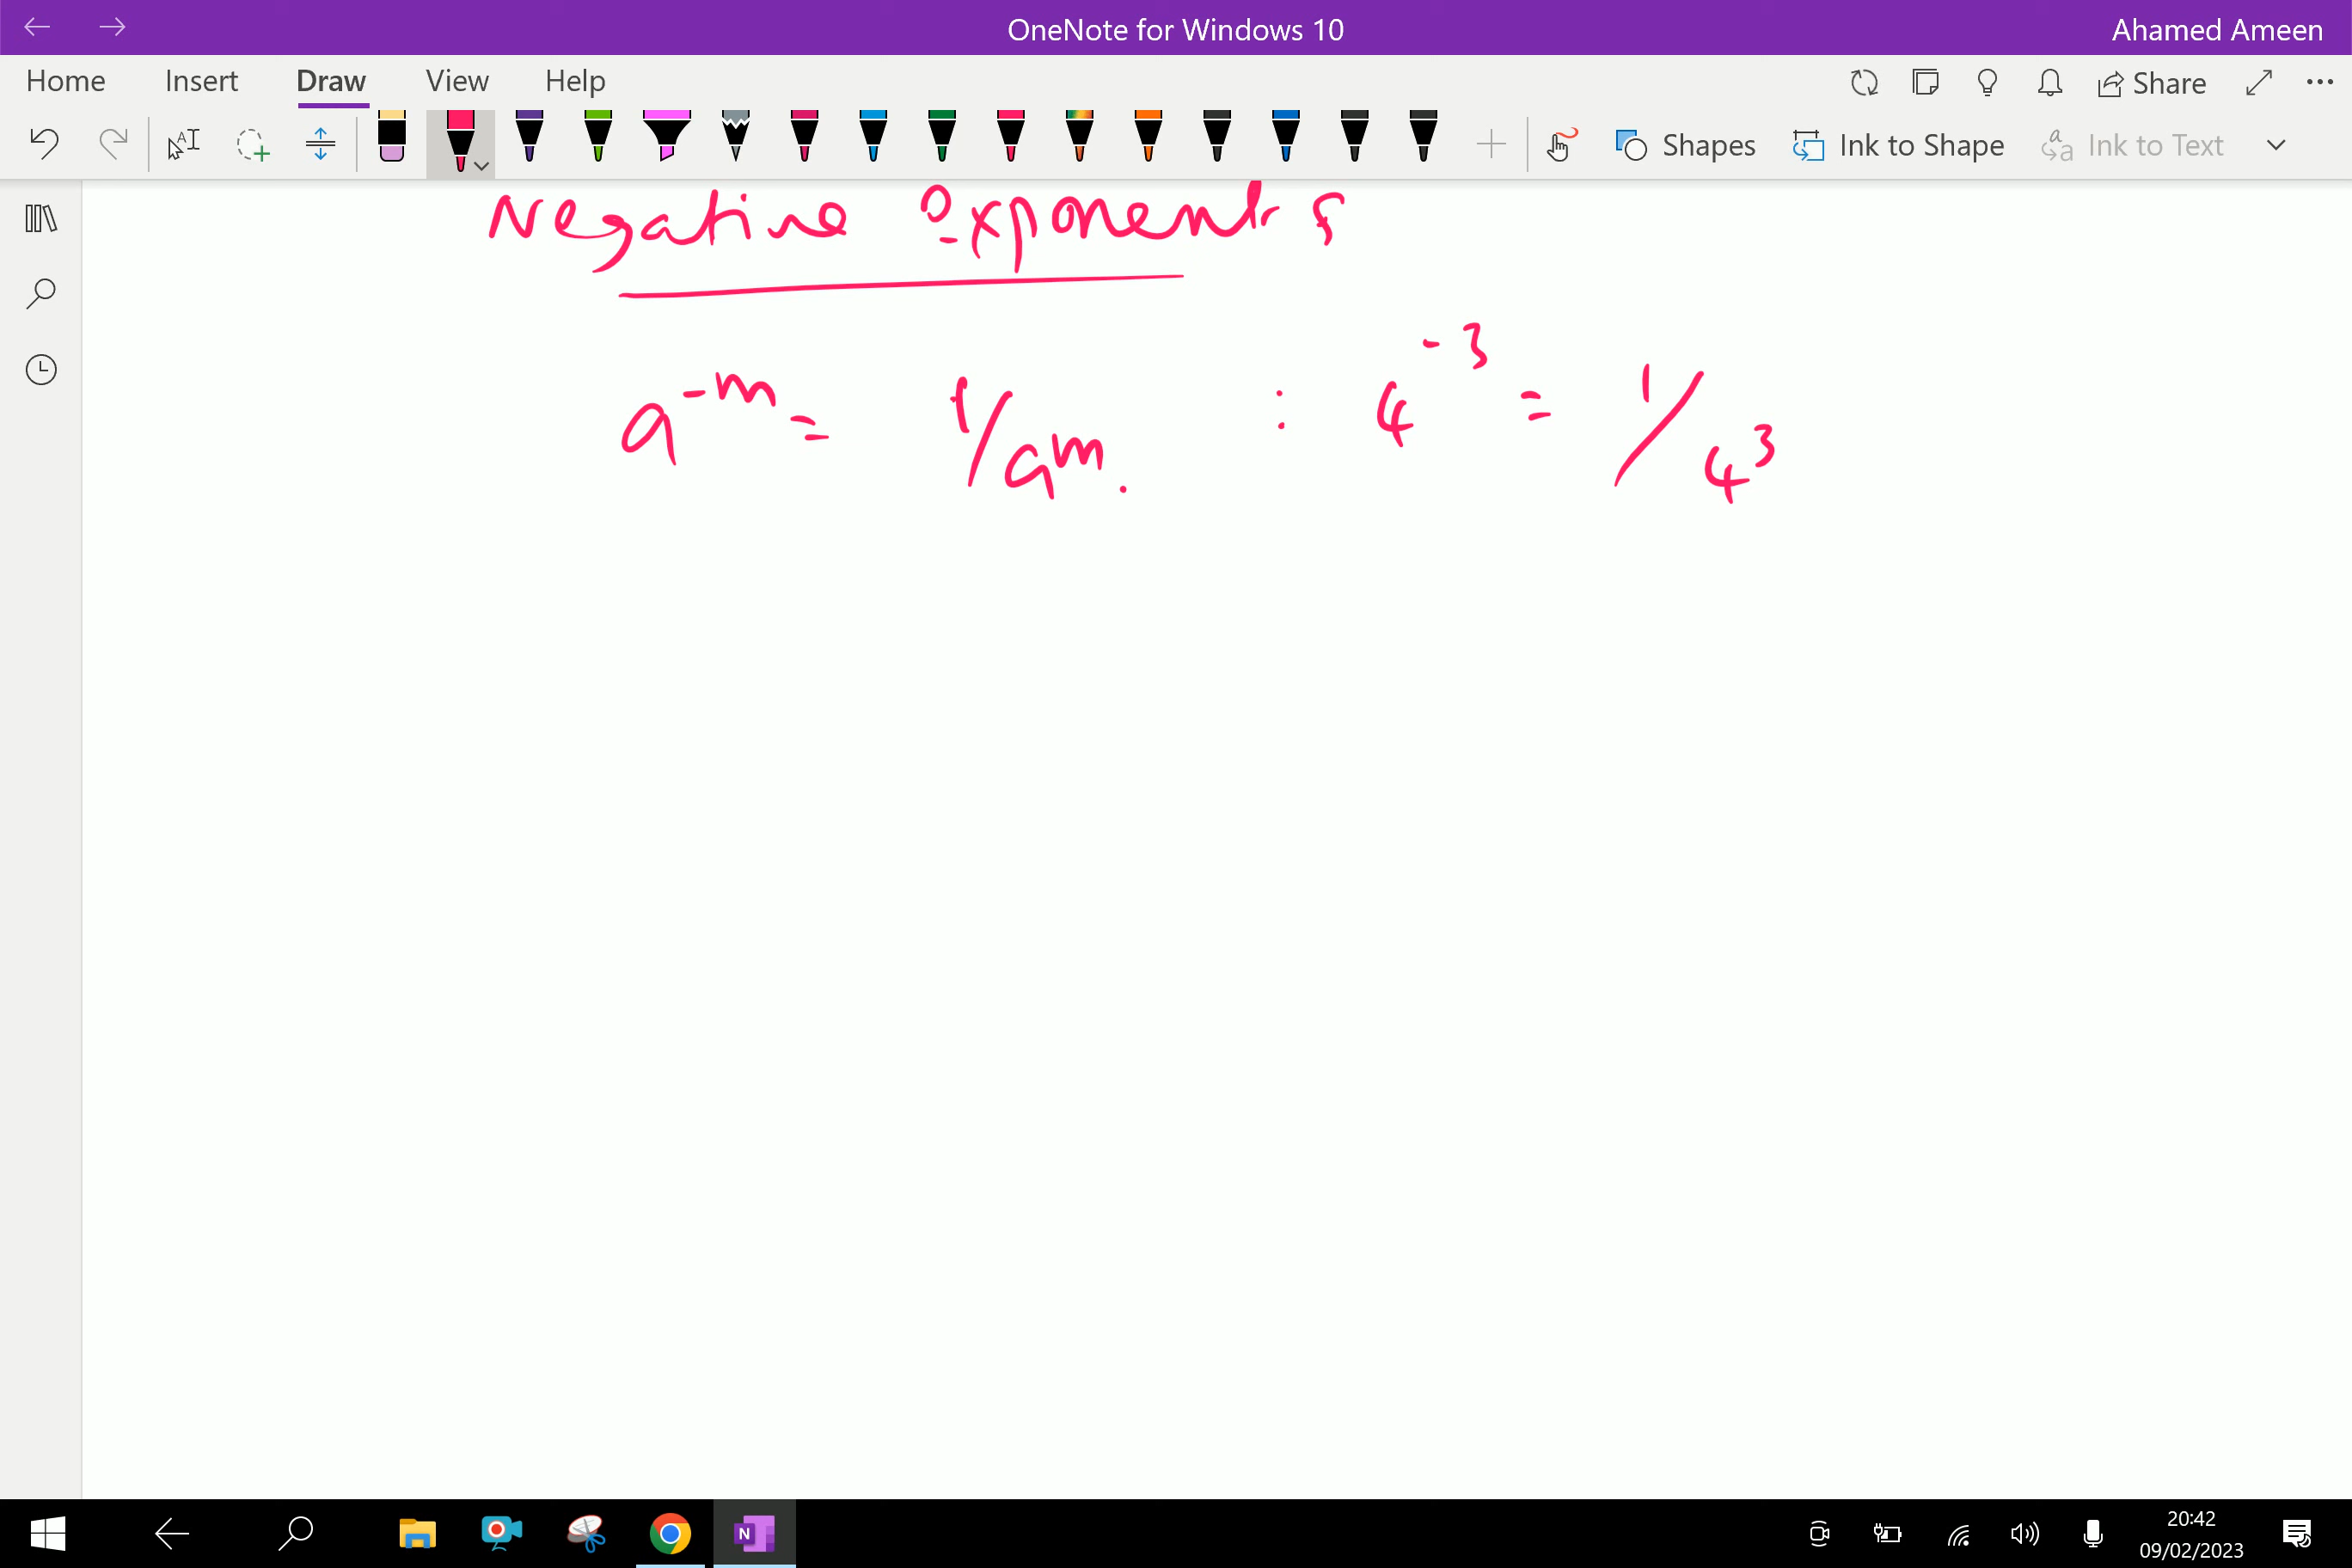 OneNote for Windows 10 Ahamed Ameen
Home Insert Draw View Help Share
Shapes Ink to Shape Ink to Text
Negative Exponents
a⁻ᵐ = 1/aᵐ. : 4⁻³ = 1/4³
20:42
09/02/2023